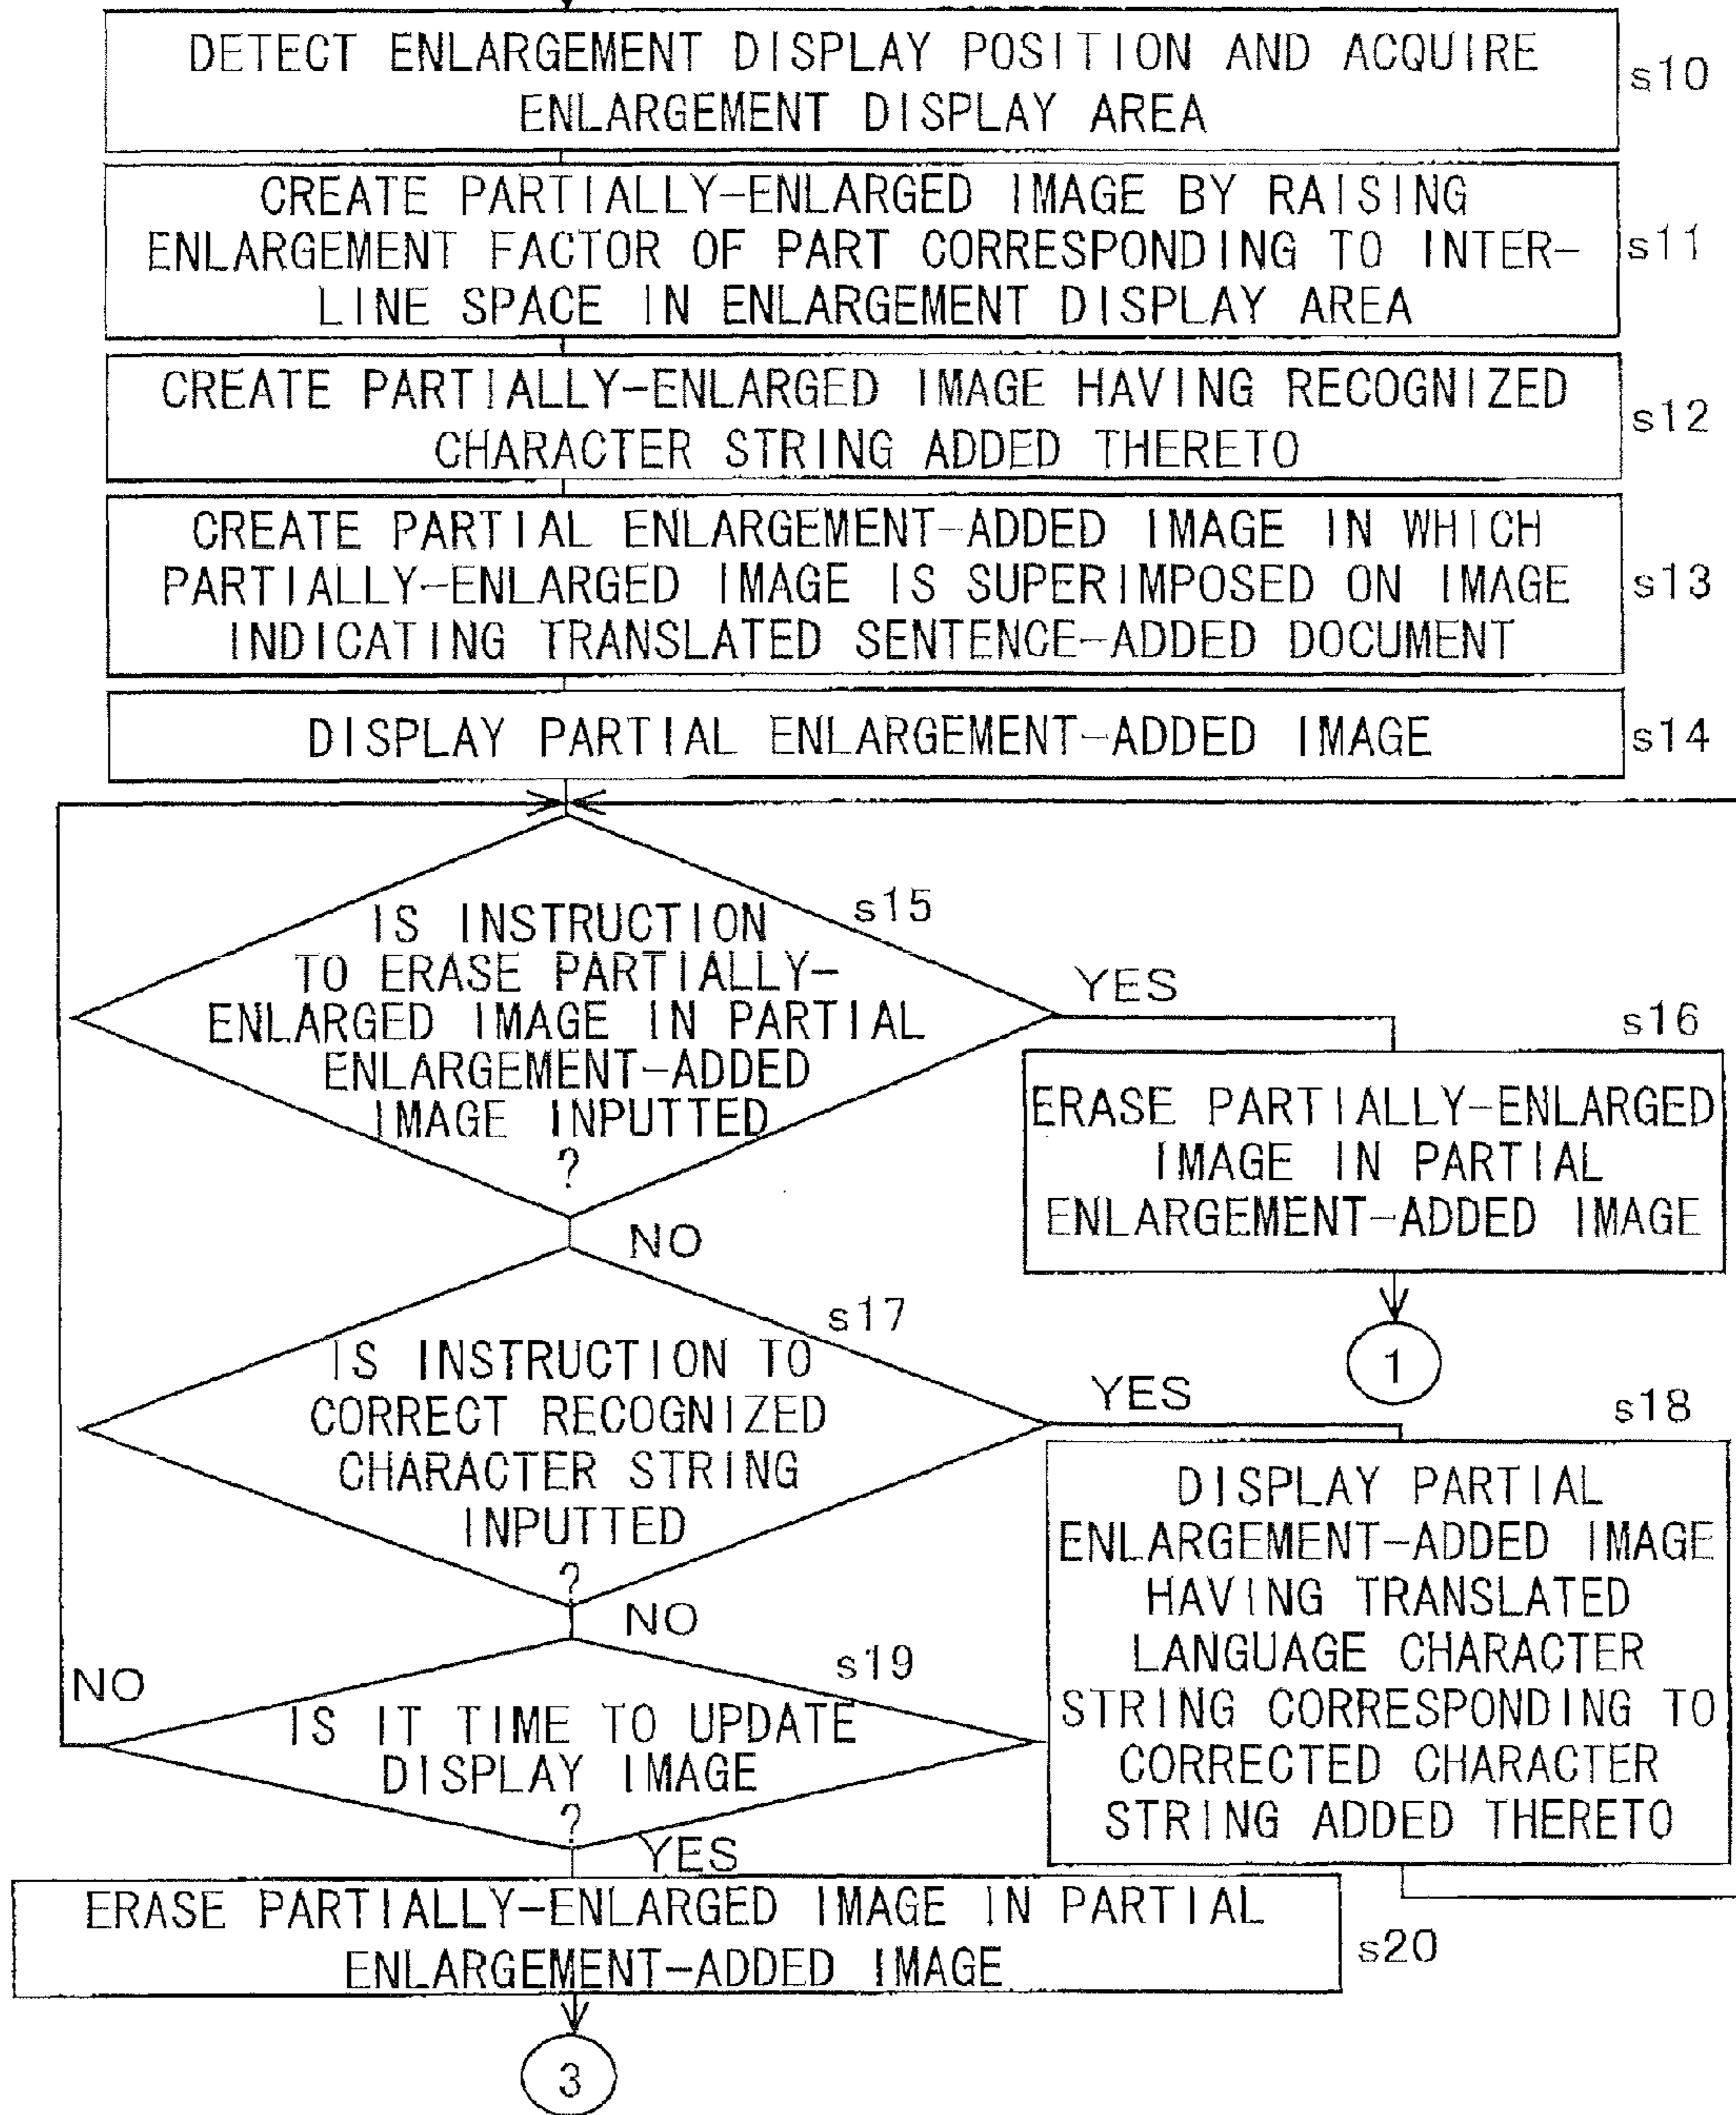 DETECT ENLARGEMENT DISPLAY POSITION AND ACQUIRE
ENLARGEMENT DISPLAY AREA
s10
CREATE PARTIALLY-ENLARGED IMAGE BY RAISING
ENLARGEMENT FACTOR OF PART CORRESPONDING TO INTER-
LINE SPACE IN ENLARGEMENT DISPLAY AREA
s11
CREATE PARTIALLY-ENLARGED IMAGE HAVING RECOGNIZED
CHARACTER STRING ADDED THERETO
s12
CREATE PARTIAL ENLARGEMENT-ADDED IMAGE IN WHICH
PARTIALLY-ENLARGED IMAGE IS SUPERIMPOSED ON IMAGE
INDICATING TRANSLATED SENTENCE-ADDED DOCUMENT
s13
DISPLAY PARTIAL ENLARGEMENT-ADDED IMAGE
s14
s15
IS INSTRUCTION
TO ERASE PARTIALLY-
ENLARGED IMAGE IN PARTIAL
ENLARGEMENT-ADDED
IMAGE INPUTTED
?
YES
s16
ERASE PARTIALLY-ENLARGED
IMAGE IN PARTIAL
ENLARGEMENT-ADDED IMAGE
1
NO
s17
IS INSTRUCTION TO
CORRECT RECOGNIZED
CHARACTER STRING
INPUTTED
?
YES
s18
DISPLAY PARTIAL
ENLARGEMENT-ADDED IMAGE
HAVING TRANSLATED
LANGUAGE CHARACTER
STRING CORRESPONDING TO
CORRECTED CHARACTER
STRING ADDED THERETO
NO
s19
NO
IS IT TIME TO UPDATE
DISPLAY IMAGE
?
YES
ERASE PARTIALLY-ENLARGED IMAGE IN PARTIAL
ENLARGEMENT-ADDED IMAGE
s20
3